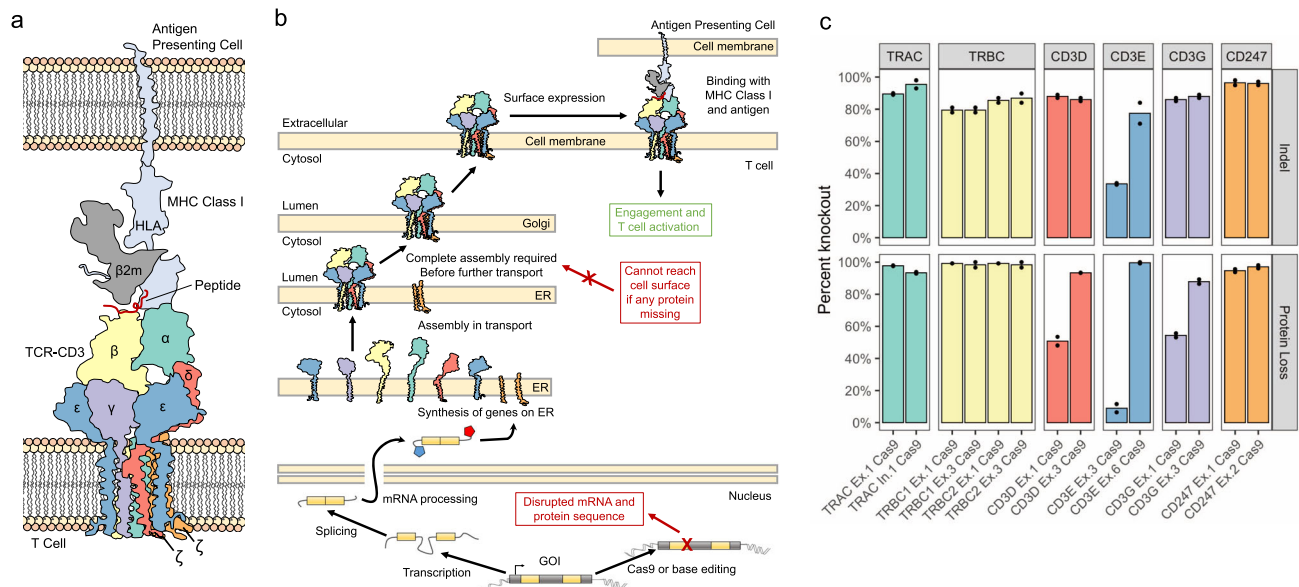 a
Antigen
Presenting Cell
MHC Class I
HLA
β2m
Peptide
TCR-CD3
β
α
δ
ε
γ
ε
T Cell
ζ
ζ
b
Antigen Presenting Cell
Cell membrane
Binding with
MHC Class I
and antigen
Surface expression
Extracellular
Cell membrane
Cytosol
T cell
Engagement and
T cell activation
Lumen
Golgi
Cytosol
Complete assembly required
Before further transport
Lumen
ER
Cytosol
Cannot reach
cell surface
if any protein
missing
Assembly in transport
ER
Synthesis of genes on ER
Nucleus
mRNA processing
Disrupted mRNA and
protein sequence
Splicing
GOI
Transcription
Cas9 or base editing
c
TRAC
TRBC
CD3D
CD3E
CD3G
CD247
Percent knockout
100%
80%
60%
40%
20%
0%
Indel
100%
80%
60%
40%
20%
0%
Protein Loss
TRAC Ex.1 Cas9
TRAC In.1 Cas9
TRBC1 Ex.1 Cas9
TRBC1 Ex.3 Cas9
TRBC2 Ex.1 Cas9
TRBC2 Ex.3 Cas9
CD3D Ex.1 Cas9
CD3D Ex.3 Cas9
CD3E Ex.3 Cas9
CD3E Ex.6 Cas9
CD3G Ex.1 Cas9
CD3G Ex.3 Cas9
CD247 Ex.1 Cas9
CD247 Ex.2 Cas9